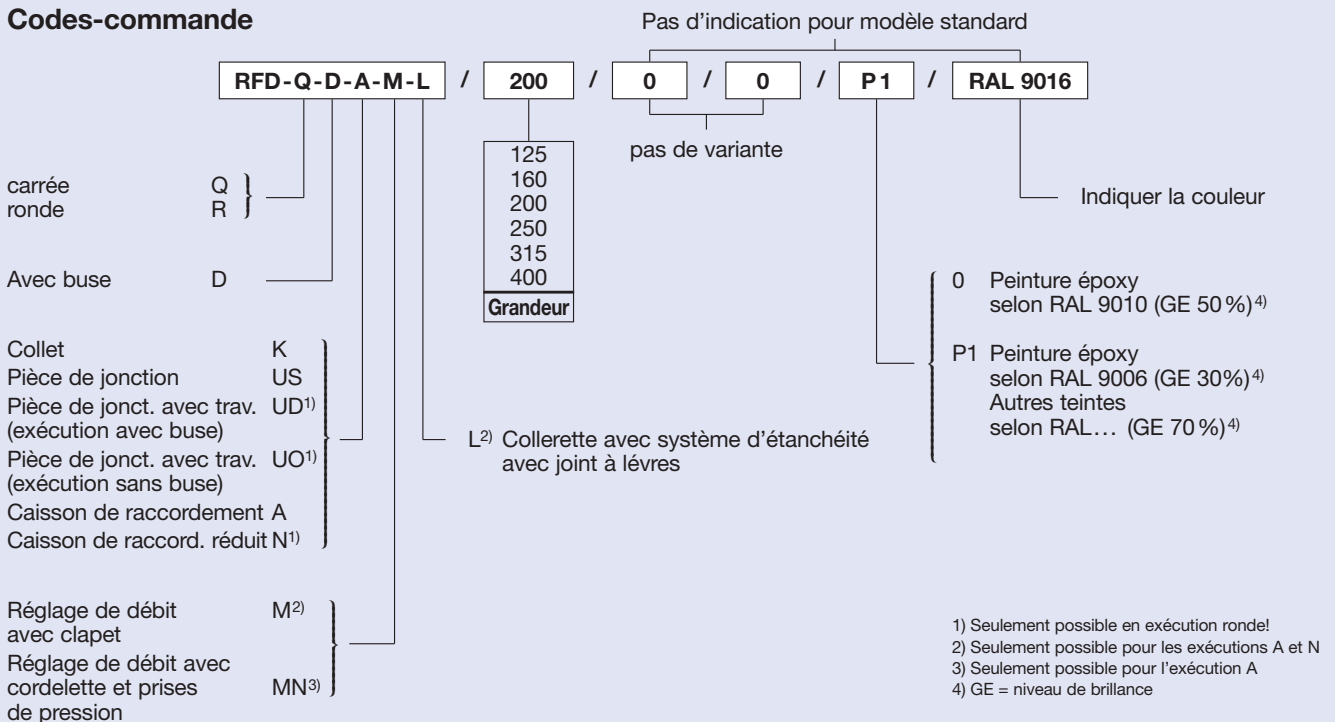 Codes-commande
Pas d’indication pour modèle standard
RFD-Q-D-A-M-L / 200 / 0 / 0 / P1 / RAL 9016
125
160
200
250
315
400
Grandeur
pas de variante
Indiquer la couleur
carrée Q
ronde R
Avec buse D
Collet K
Pièce de jonction US
Pièce de jonct. avec trav. UD1)
(exécution avec buse)
Pièce de jonct. avec trav. UO1)
(exécution sans buse)
Caisson de raccordement A
Caisson de raccord. réduit N1)
L2) Collerette avec système d’étanchéité
avec joint à lévres
0 Peinture époxy
selon RAL 9010 (GE 50 %)4)
P1 Peinture époxy
selon RAL 9006 (GE 30%)4)
Autres teintes
selon RAL... (GE 70 %)4)
Réglage de débit M2)
avec clapet
Réglage de débit avec
cordelette et prises MN3)
de pression
1) Seulement possible en exécution ronde!
2) Seulement possible pour les exécutions A et N
3) Seulement possible pour l’exécution A
4) GE = niveau de brillance